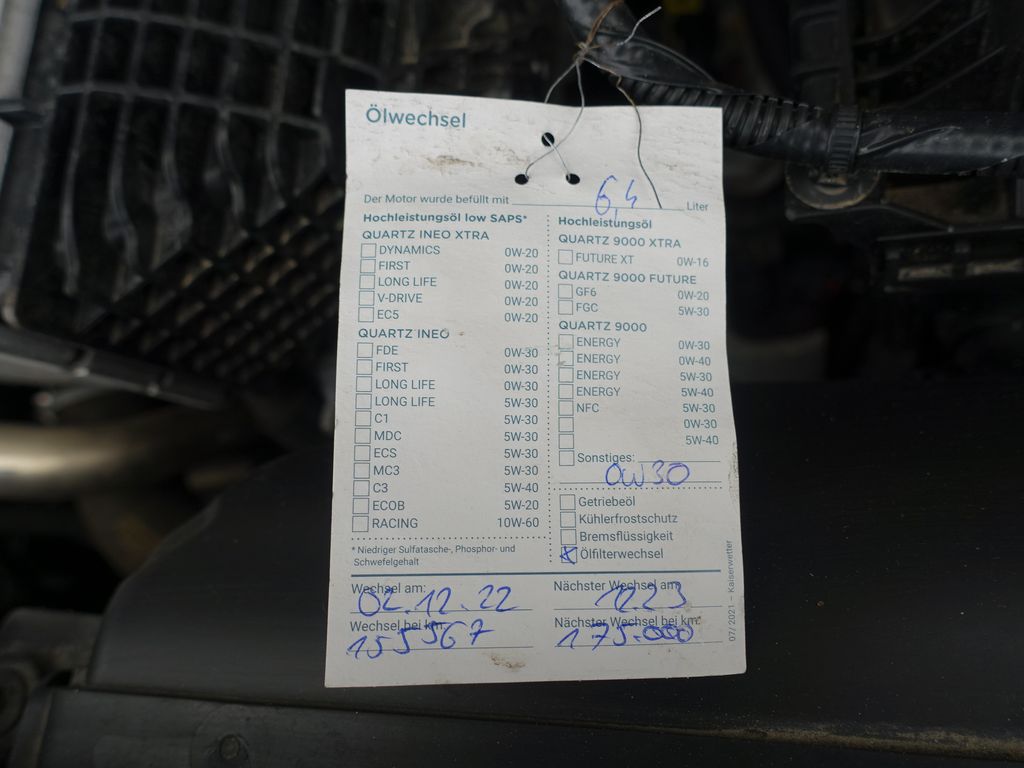 Ölwechsel
Der Motor wurde befüllt mit 6,4 Liter
Hochleistungsöl low SAPS*
QUARTZ INEO XTRA
DYNAMICS 0W-20
FIRST 0W-20
LONG LIFE 0W-20
V-DRIVE 0W-20
EC5 0W-20
QUARTZ INEO
FDE 0W-30
FIRST 0W-30
LONG LIFE 0W-30
LONG LIFE 5W-30
C1 5W-30
MDC 5W-30
ECS 5W-30
MC3 5W-30
C3 5W-40
ECOB 5W-20
RACING 10W-60
* Niedriger Sulfatasche-, Phosphor- und
Schwefelgehalt
Hochleistungsöl
QUARTZ 9000 XTRA
FUTURE XT 0W-16
QUARTZ 9000 FUTURE
GF6 0W-20
FGC 5W-30
QUARTZ 9000
ENERGY 0W-30
ENERGY 0W-40
ENERGY 5W-30
ENERGY 5W-40
NFC 5W-30
0W-30
5W-40
Sonstiges:
0W30
Getriebeöl
Kühlerfrostschutz
Bremsflüssigkeit
Ölfilterwechsel
Wechsel am: 02.12.22
Nächster Wechsel am: 12.23
Wechsel bei km: 155567
Nächster Wechsel bei km: 175.000
07/2021 – Kaiserwetter